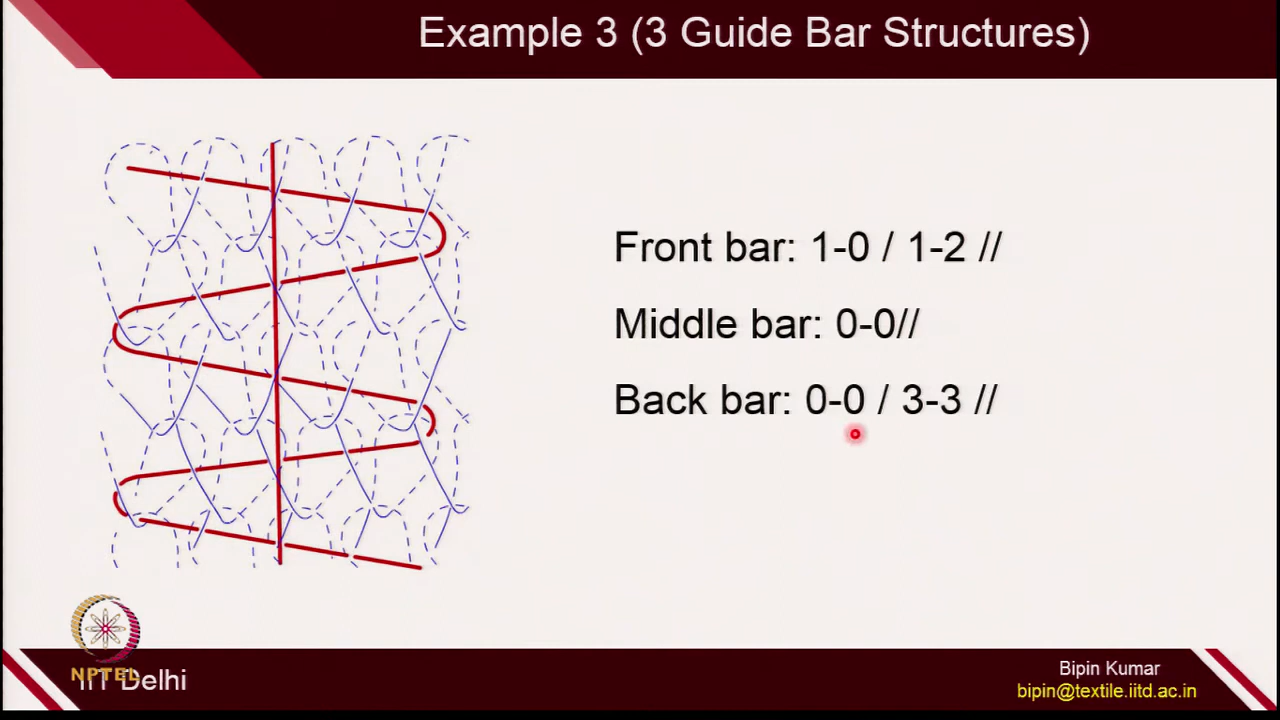 Example 3 (3 Guide Bar Structures)
Front bar: 1-0 / 1-2 //
Middle bar: 0-0//
Back bar: 0-0 / 3-3 //
NPTEL
IIT Delhi
Bipin Kumar
bipin@textile.iitd.ac.in